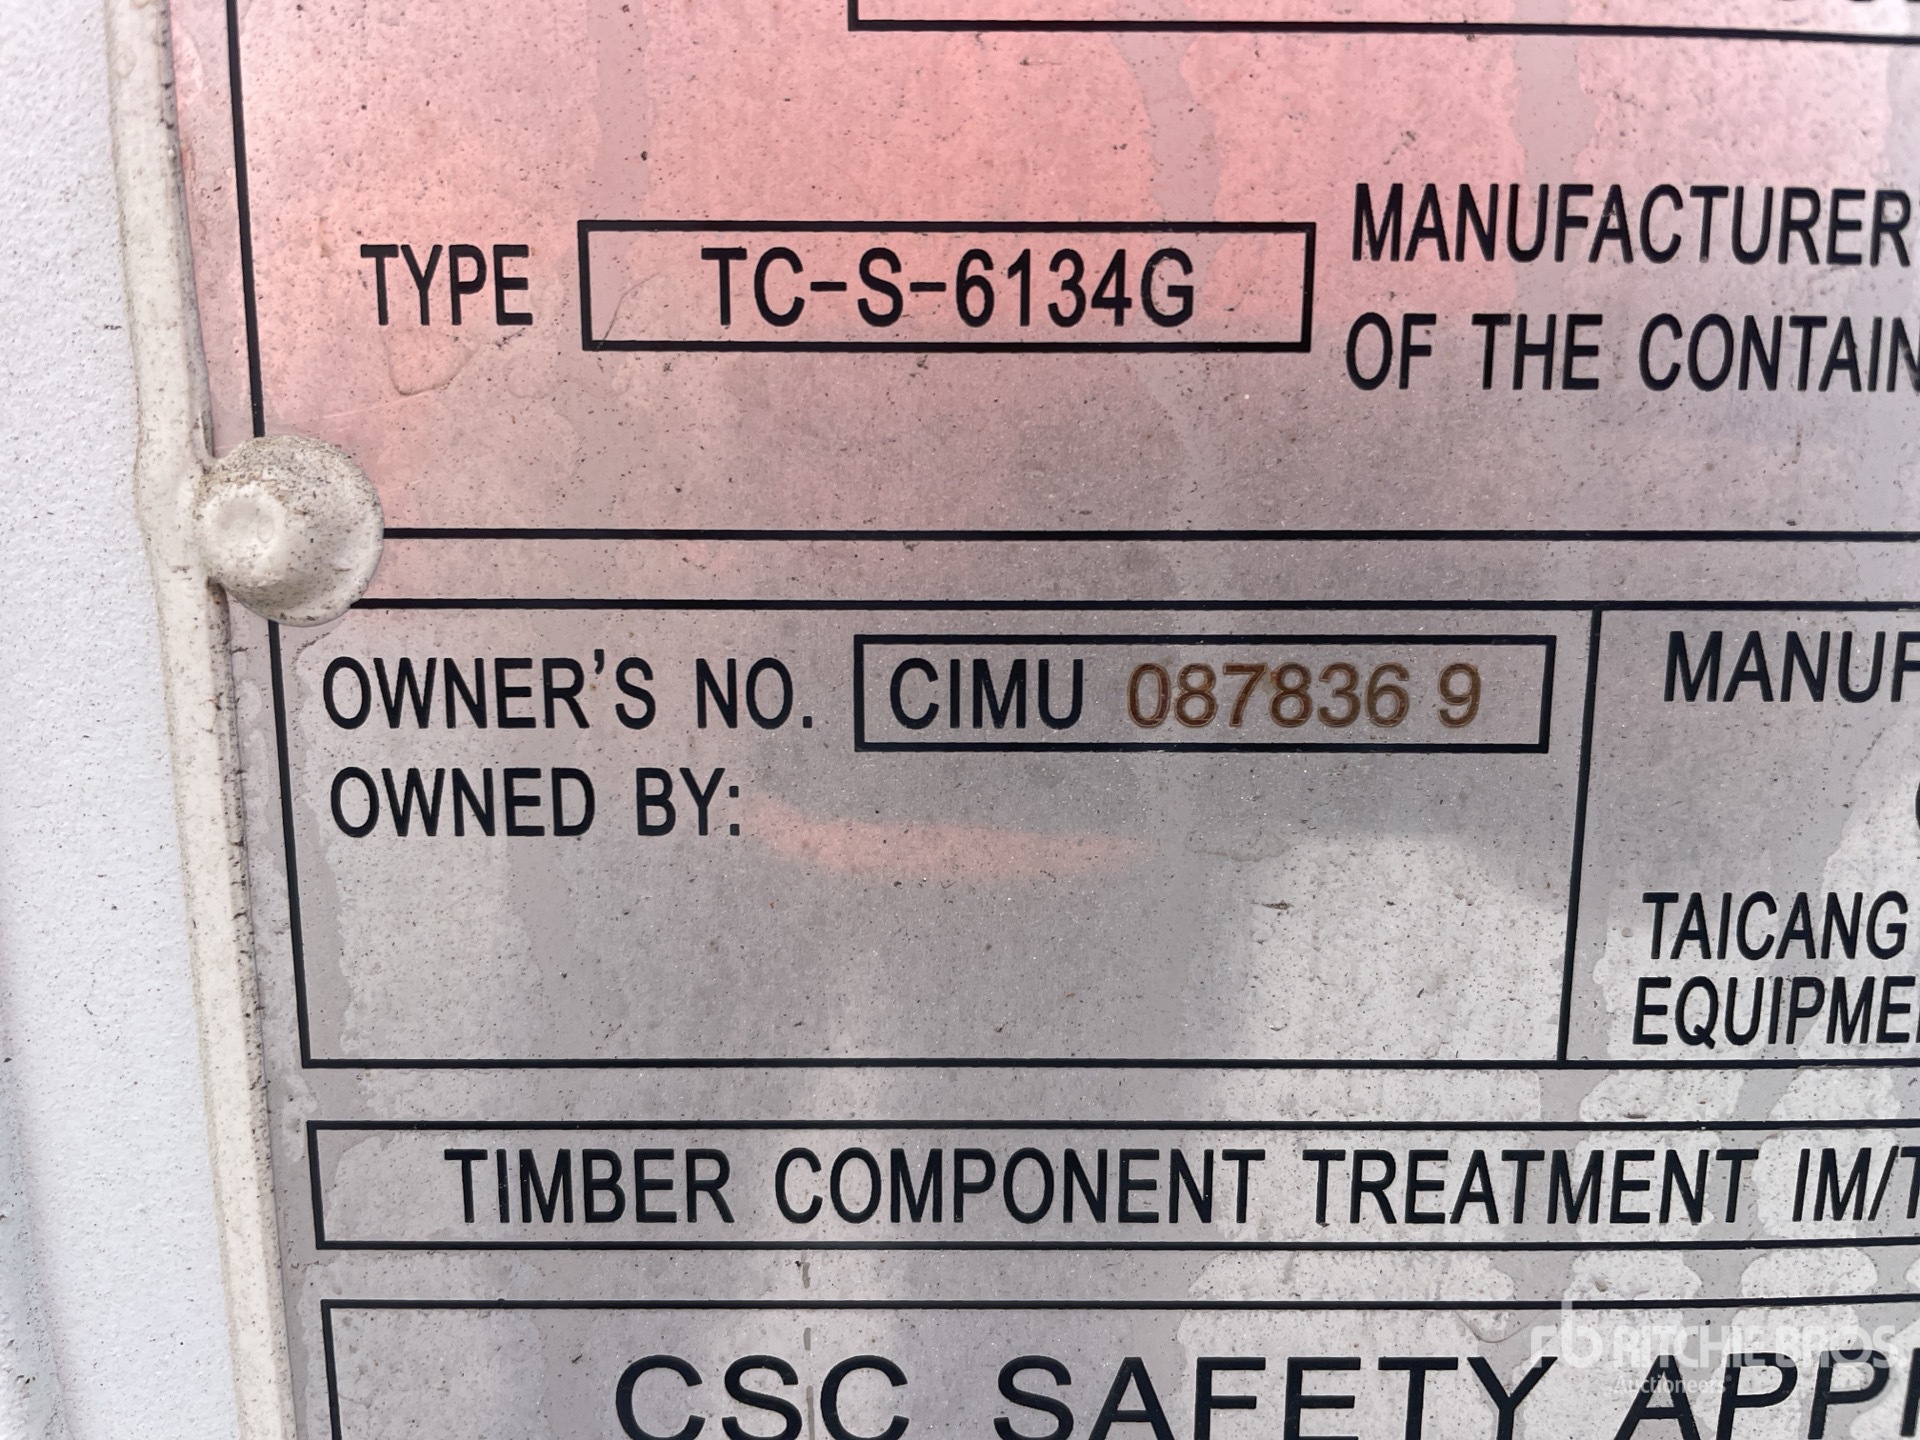 TYPE TC-S-6134G
MANUFACTURER
OF THE CONTAIN
OWNER'S NO. CIMU 087836 9
OWNED BY:
MANUF
TAICANG
EQUIPME
TIMBER COMPONENT TREATMENT IM/T
CSC SAFETY APP
rb RITCHIE BROS
Auctioneers